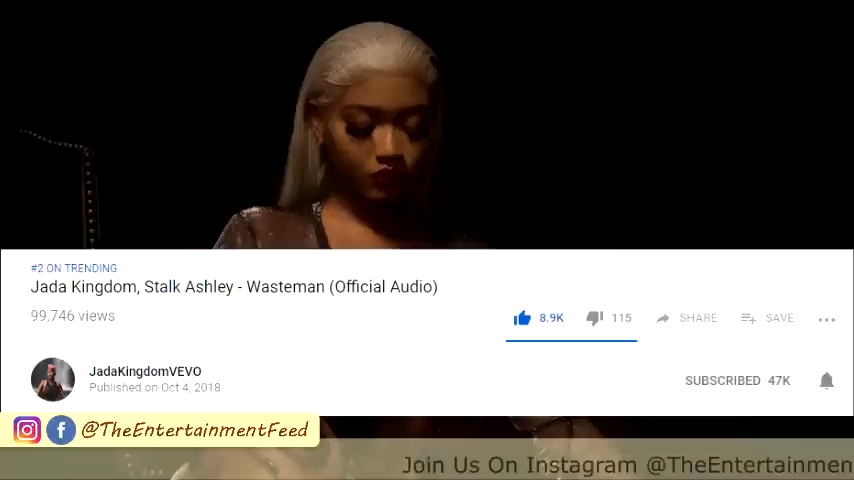 #2 ON TRENDING
Jada Kingdom, Stalk Ashley - Wasteman (Official Audio)
99,746 views
8.9K 115 SHARE SAVE
JadaKingdomVEVO
Published on Oct 4, 2018
SUBSCRIBED 47K
@TheEntertainmentFeed
Join Us On Instagram @TheEntertainmen